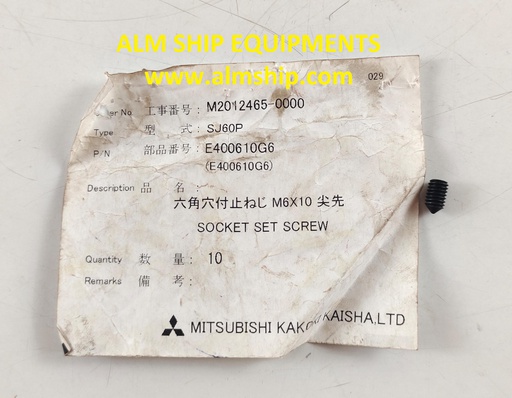 ALM SHIP EQUIPMENTS
www.almship.com
029
Order No 工事番号: M2012465-0000
Type 型 式: SJ60P
P/N 部品番号: E400610G6
(E400610G6)
Description 品 名:
六角穴付止ねじ M6X10 尖先
SOCKET SET SCREW
Quantity 数 量: 10
Remarks 備 考:
MITSUBISHI KAKOKI KAISHA,LTD